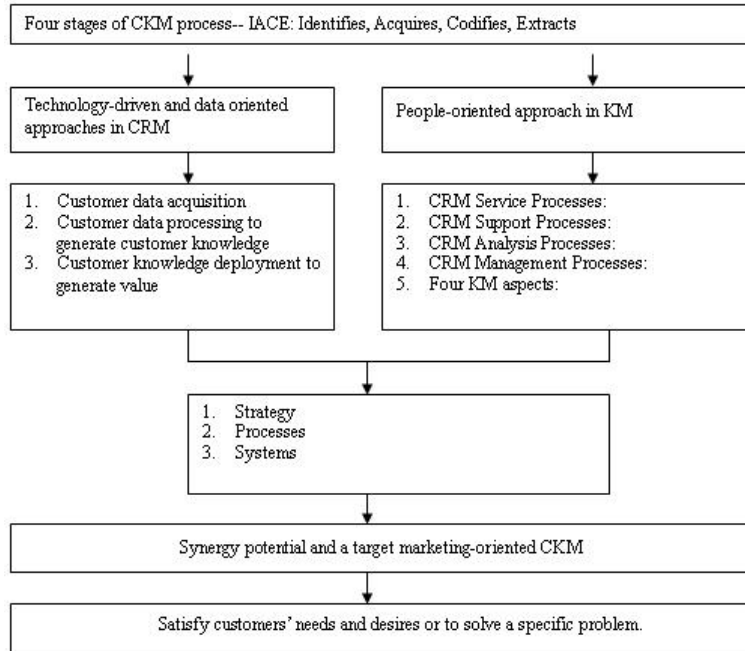 Four stages of CKM process-- IACE: Identifies, Acquires, Codifies, Extracts
Technology-driven and data oriented
approaches in CRM
People-oriented approach in KM
1. Customer data acquisition
2. Customer data processing to
generate customer knowledge
3. Customer knowledge deployment to
generate value
1. CRM Service Processes:
2. CRM Support Processes:
3. CRM Analysis Processes:
4. CRM Management Processes:
5. Four KM aspects:
1. Strategy
2. Processes
3. Systems
Synergy potential and a target marketing-oriented CKM
Satisfy customers’ needs and desires or to solve a specific problem.